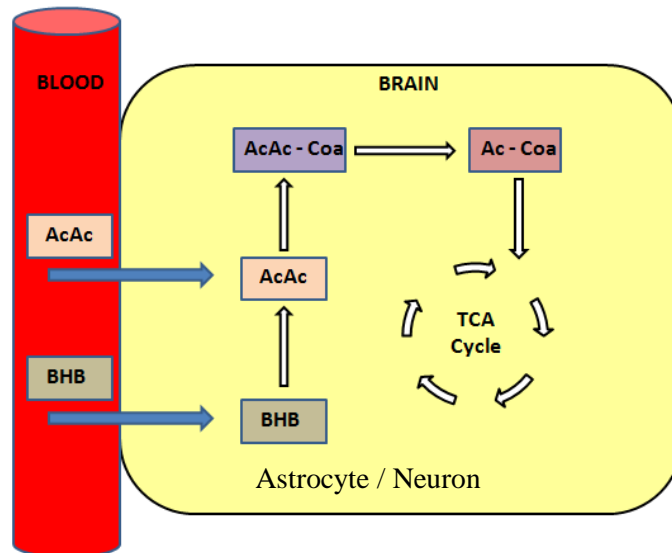 BLOOD
BRAIN
AcAc - Coa
Ac - Coa
AcAc
AcAc
TCA
Cycle
BHB
BHB
Astrocyte / Neuron